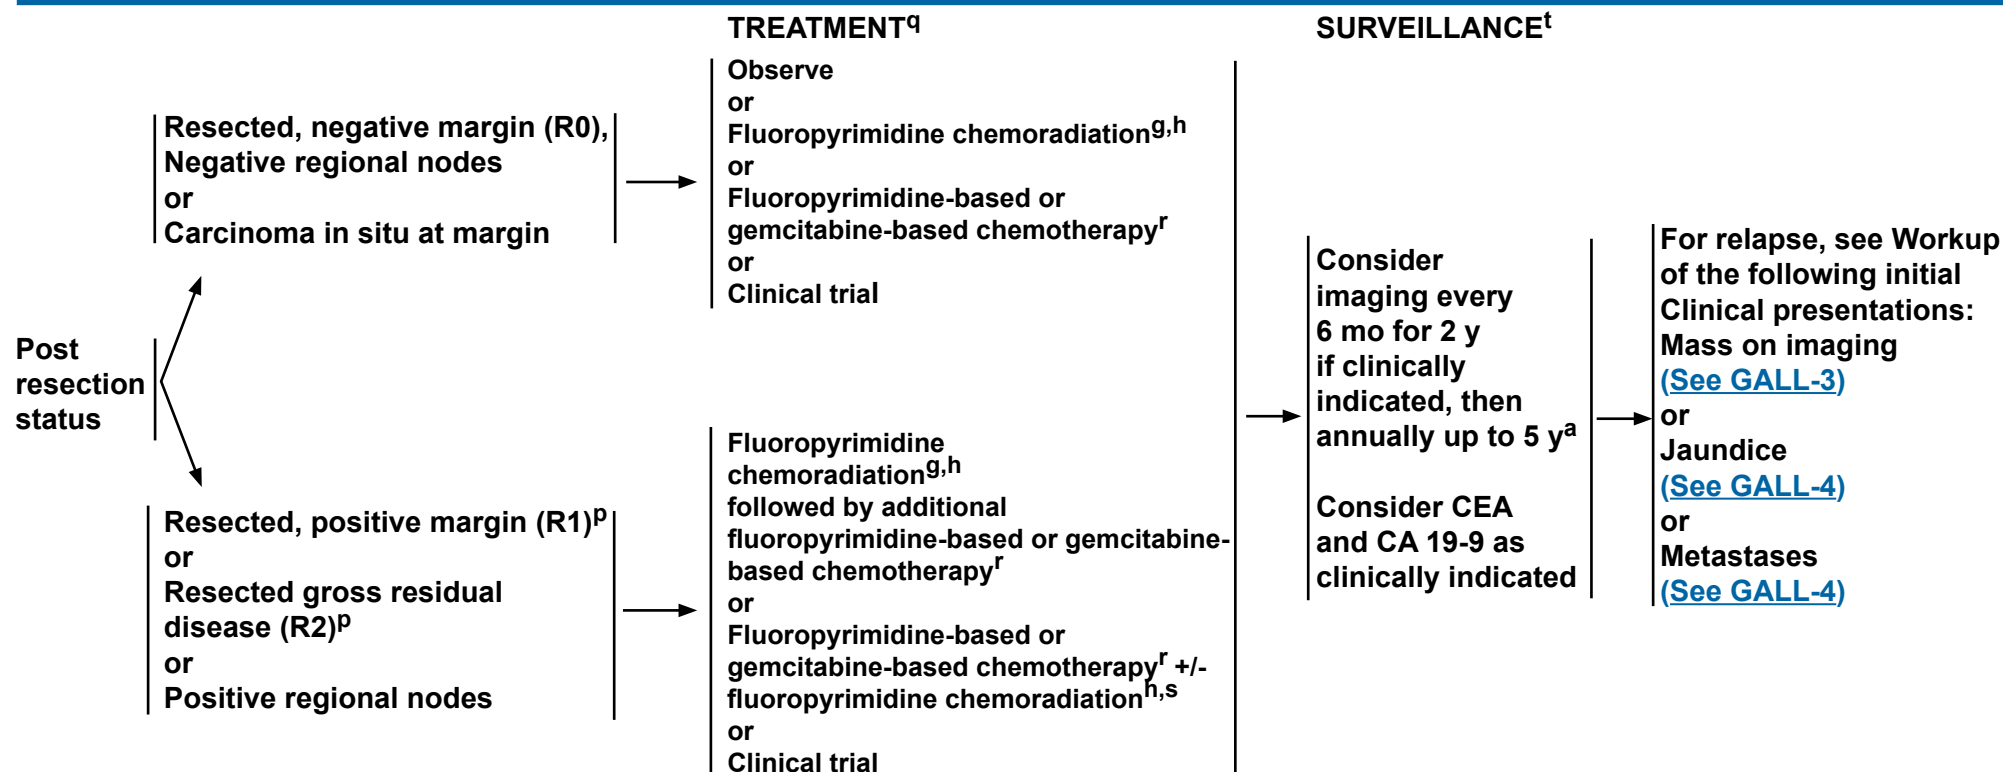 TREATMENTq
SURVEILLANCEt
Post
resection
status
Resected, negative margin (R0),
Negative regional nodes
or
Carcinoma in situ at margin
Observe
or
Fluoropyrimidine chemoradiationg,h
or
Fluoropyrimidine-based or
gemcitabine-based chemotherapyr
or
Clinical trial
Resected, positive margin (R1)p
or
Resected gross residual
disease (R2)p
or
Positive regional nodes
Fluoropyrimidine
chemoradiationg,h
followed by additional
fluoropyrimidine-based or gemcitabine-
based chemotherapyr
or
Fluoropyrimidine-based or
gemcitabine-based chemotherapyr +/-
fluoropyrimidine chemoradiationh,s
or
Clinical trial
Consider
imaging every
6 mo for 2 y
if clinically
indicated, then
annually up to 5 ya
Consider CEA
and CA 19-9 as
clinically indicated
For relapse, see Workup
of the following initial
Clinical presentations:
Mass on imaging
(See GALL-3)
or
Jaundice
(See GALL-4)
or
Metastases
(See GALL-4)